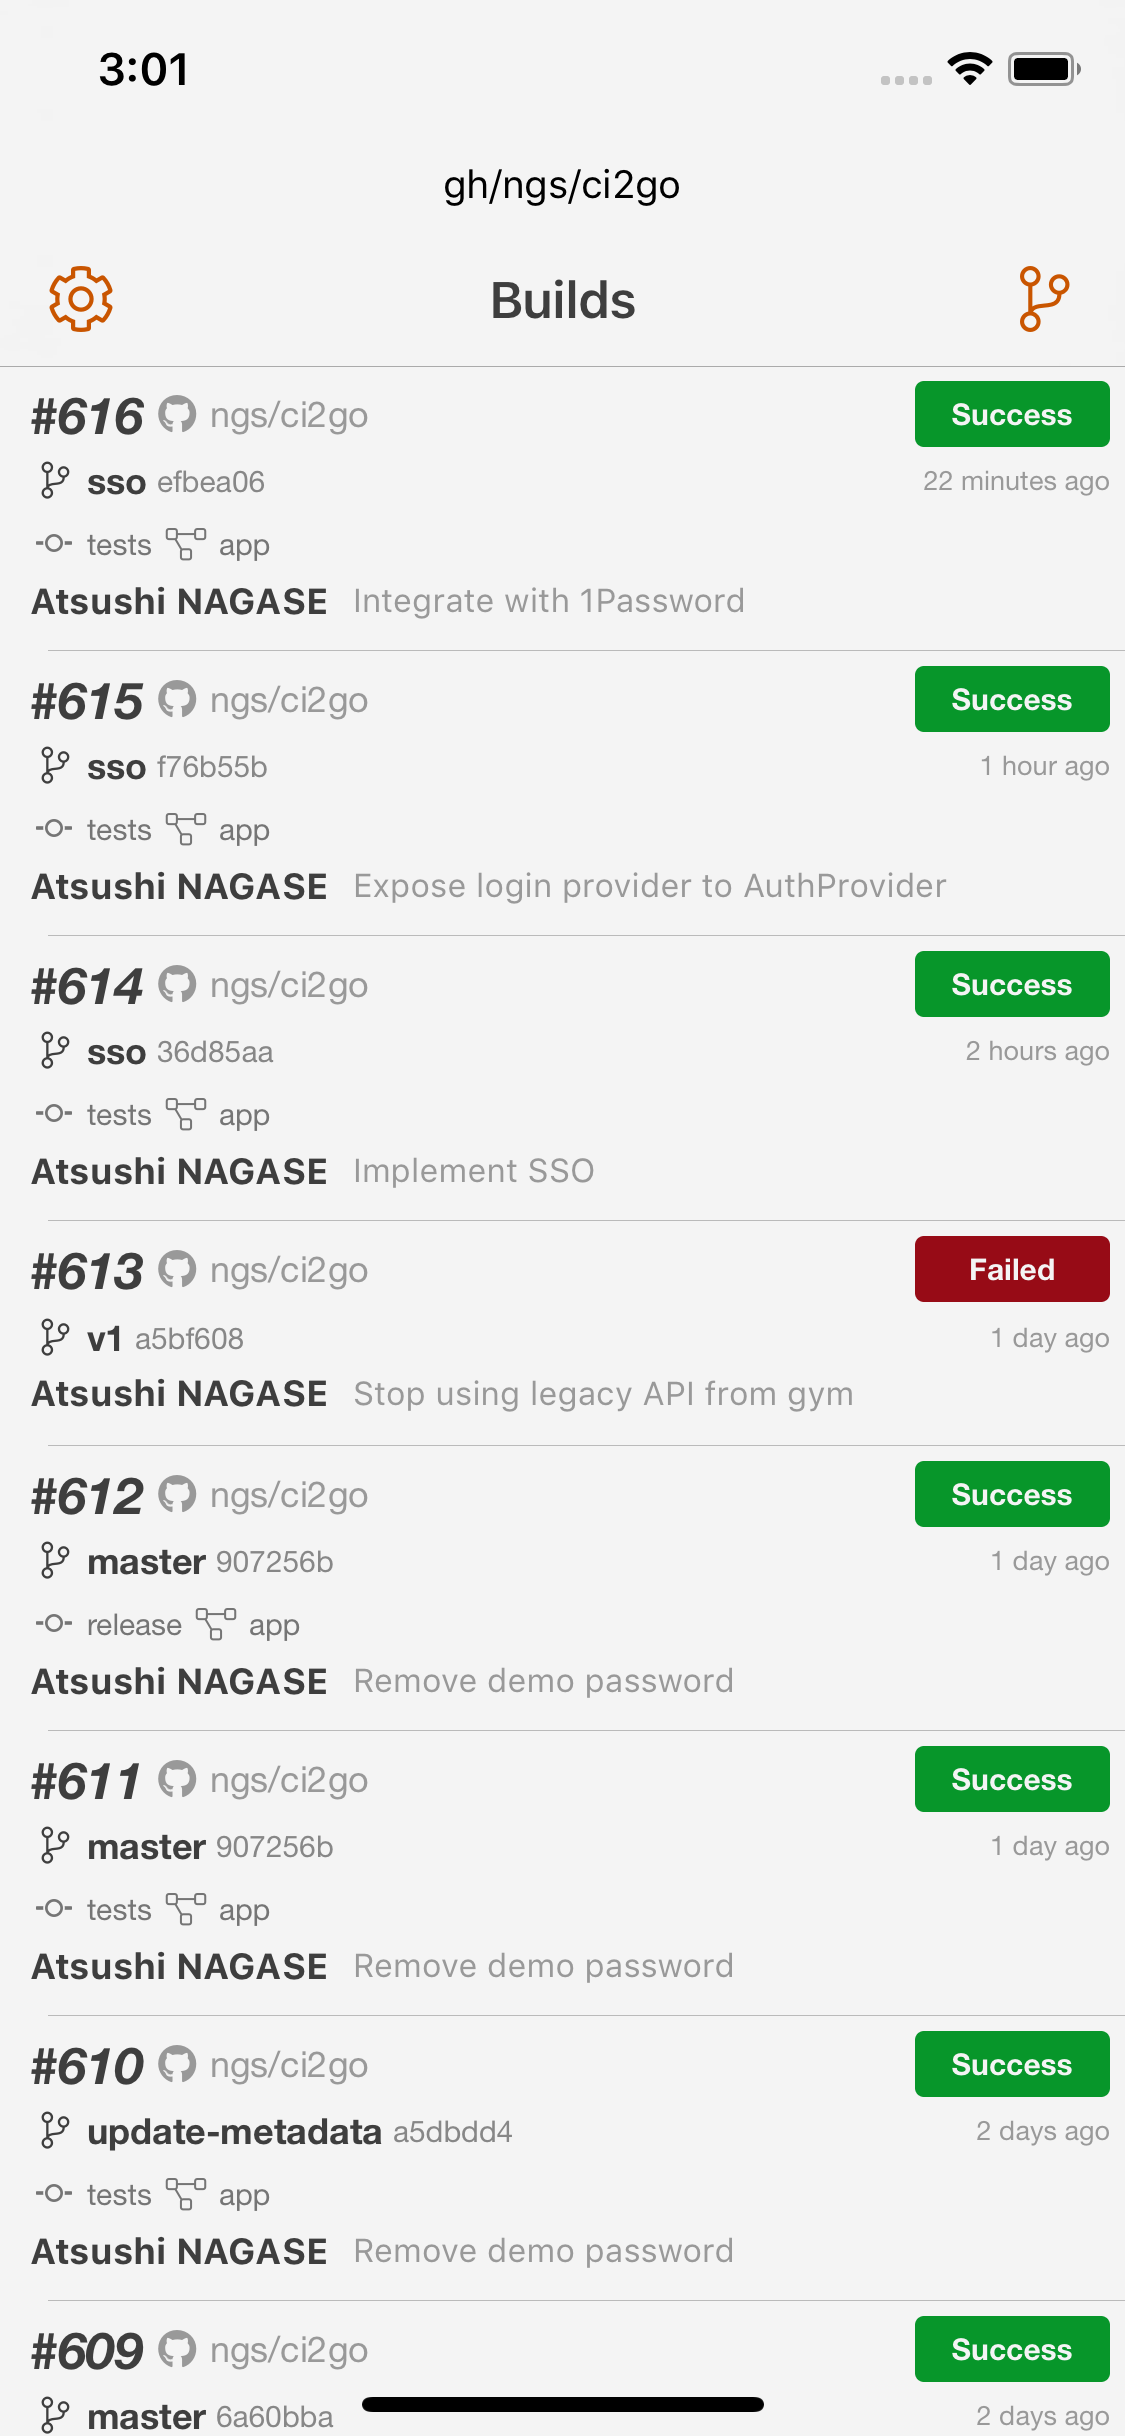 3:01
gh/ngs/ci2go
Builds
#616 ngs/ci2go Success
sso efbea06 22 minutes ago
tests app
Atsushi NAGASE Integrate with 1Password
#615 ngs/ci2go Success
sso f76b55b 1 hour ago
tests app
Atsushi NAGASE Expose login provider to AuthProvider
#614 ngs/ci2go Success
sso 36d85aa 2 hours ago
tests app
Atsushi NAGASE Implement SSO
#613 ngs/ci2go Failed
v1 a5bf608 1 day ago
Atsushi NAGASE Stop using legacy API from gym
#612 ngs/ci2go Success
master 907256b 1 day ago
release app
Atsushi NAGASE Remove demo password
#611 ngs/ci2go Success
master 907256b 1 day ago
tests app
Atsushi NAGASE Remove demo password
#610 ngs/ci2go Success
update-metadata a5dbdd4 2 days ago
tests app
Atsushi NAGASE Remove demo password
#609 ngs/ci2go Success
master 6a60bba 2 days ago